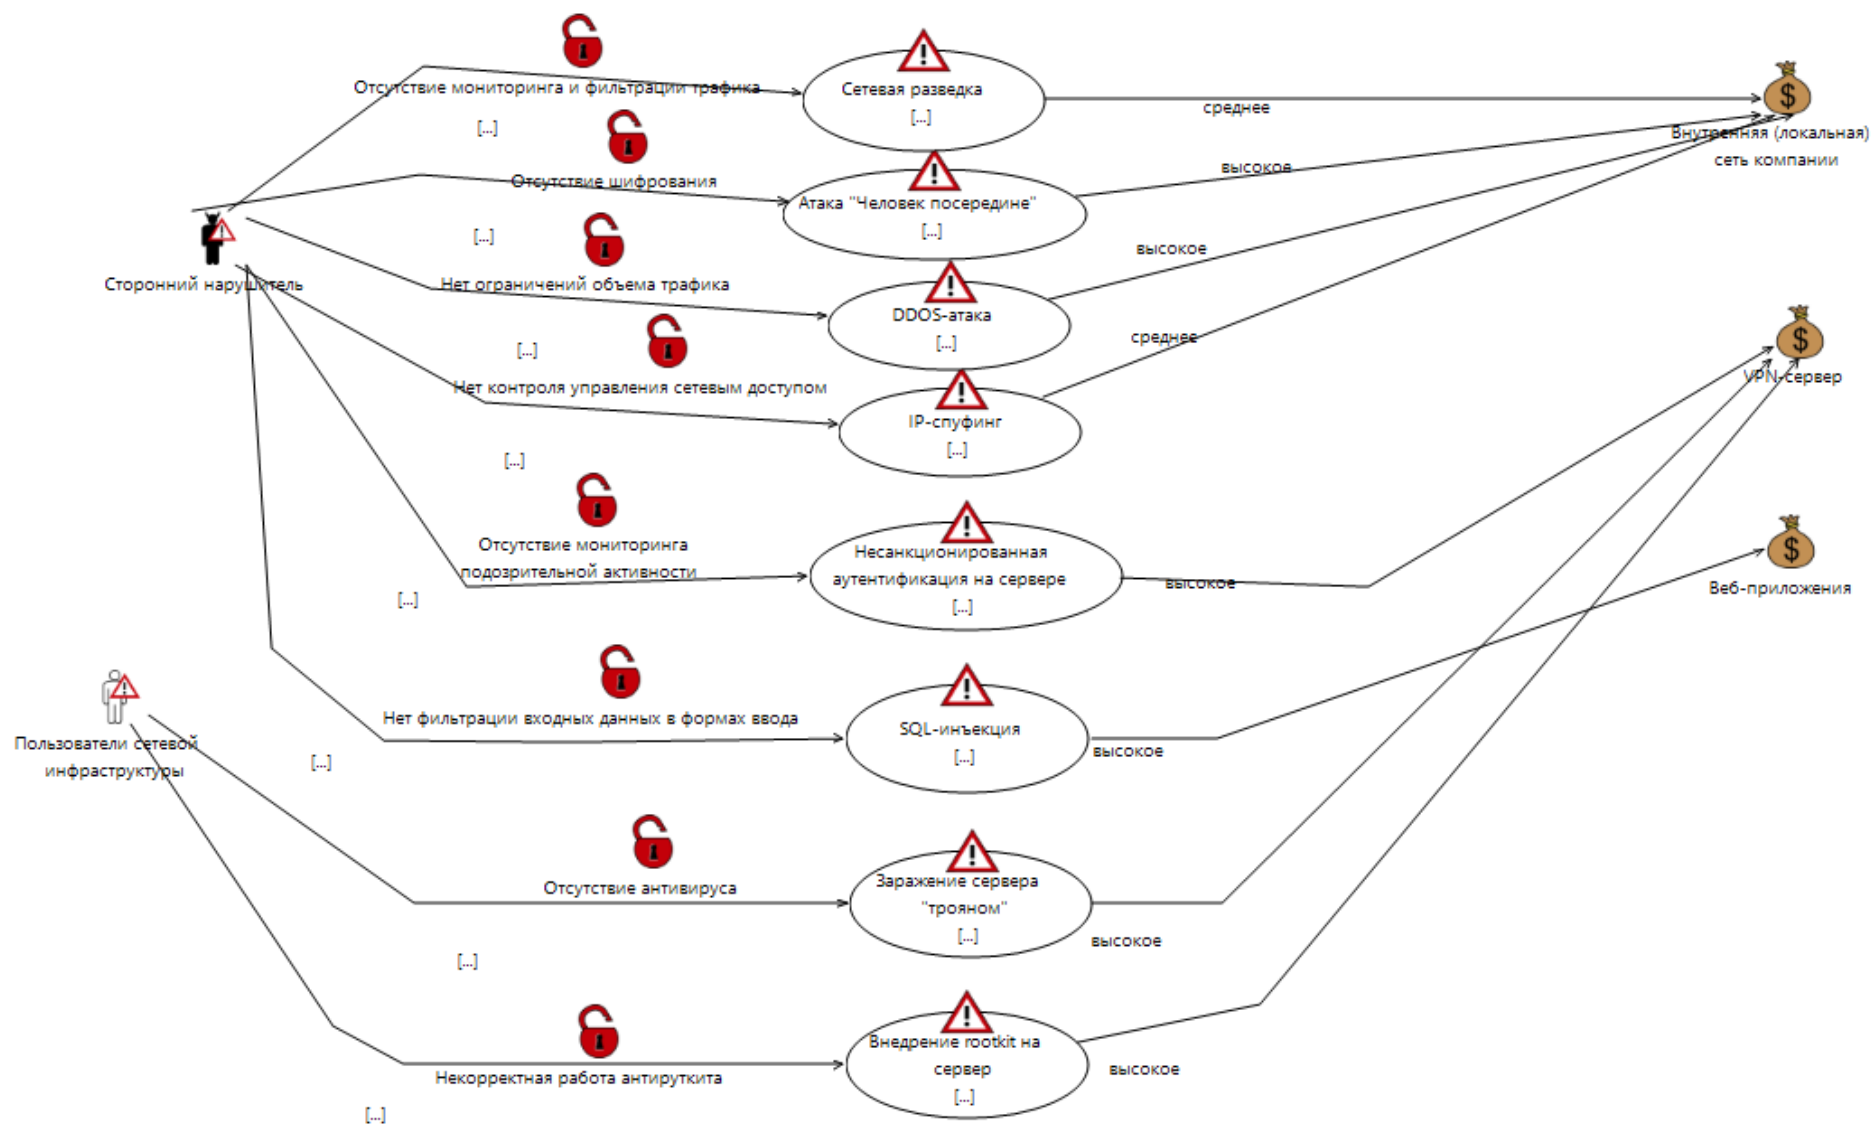 Отсутствие мониторинга и фильтрации трафика
[...]
Сетевая разведка
[...]
среднее
Внутренняя (локальная)
сеть компании
Отсутствие шифрования
[...]
Атака "Человек посередине"
[...]
высокое
Сторонний нарушитель
Нет ограничений объема трафика
[...]
DDOS-атака
[...]
высокое
Нет контроля управления сетевым доступом
[...]
IP-спуфинг
[...]
среднее
VPN-сервер
Отсутствие мониторинга
подозрительной активности
[...]
Несанкционированная
аутентификация на сервере
[...]
высокое
Веб-приложения
Нет фильтрации входных данных в формах ввода
[...]
SQL-инъекция
[...]
высокое
Пользователи сетевой
инфраструктуры
Отсутствие антивируса
[...]
Заражение сервера
"трояном"
[...]
высокое
Некорректная работа антируткита
[...]
Внедрение rootkit на
сервер
[...]
высокое